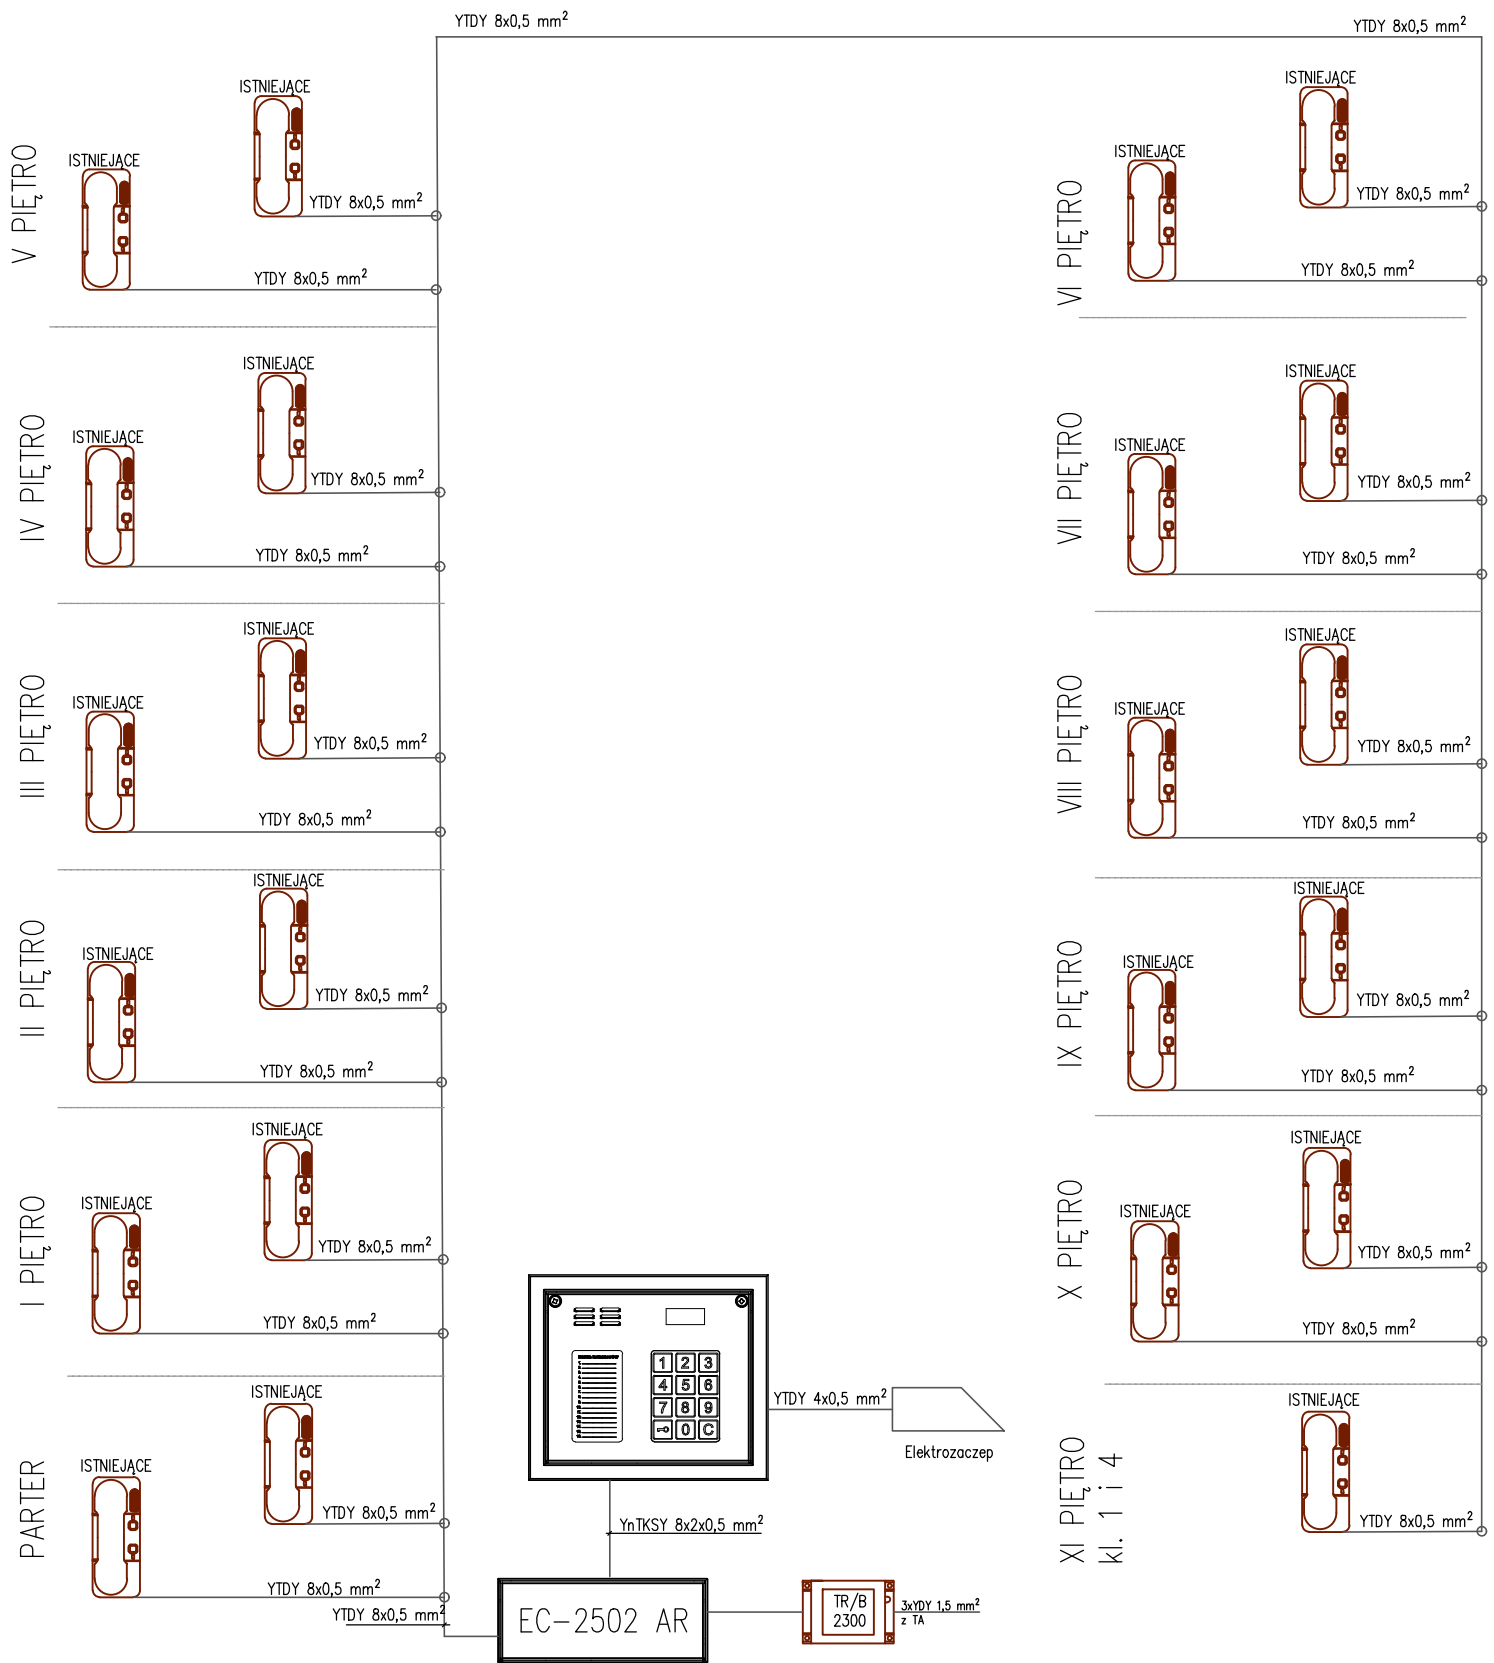 YTDY 8x0,5 mm²
YTDY 8x0,5 mm²
V PIĘTRO
ISTNIEJĄCE
YTDY 8x0,5 mm²
ISTNIEJĄCE
YTDY 8x0,5 mm²
IV PIĘTRO
ISTNIEJĄCE
YTDY 8x0,5 mm²
ISTNIEJĄCE
YTDY 8x0,5 mm²
III PIĘTRO
ISTNIEJĄCE
YTDY 8x0,5 mm²
ISTNIEJĄCE
YTDY 8x0,5 mm²
II PIĘTRO
ISTNIEJĄCE
YTDY 8x0,5 mm²
ISTNIEJĄCE
YTDY 8x0,5 mm²
I PIĘTRO
ISTNIEJĄCE
YTDY 8x0,5 mm²
ISTNIEJĄCE
YTDY 8x0,5 mm²
PARTER
ISTNIEJĄCE
YTDY 8x0,5 mm²
ISTNIEJĄCE
YTDY 8x0,5 mm²
YTDY 8x0,5 mm²
VI PIĘTRO
ISTNIEJĄCE
YTDY 8x0,5 mm²
ISTNIEJĄCE
YTDY 8x0,5 mm²
VII PIĘTRO
ISTNIEJĄCE
YTDY 8x0,5 mm²
ISTNIEJĄCE
YTDY 8x0,5 mm²
VIII PIĘTRO
ISTNIEJĄCE
YTDY 8x0,5 mm²
ISTNIEJĄCE
YTDY 8x0,5 mm²
IX PIĘTRO
ISTNIEJĄCE
YTDY 8x0,5 mm²
ISTNIEJĄCE
YTDY 8x0,5 mm²
X PIĘTRO
ISTNIEJĄCE
YTDY 8x0,5 mm²
ISTNIEJĄCE
YTDY 8x0,5 mm²
XI PIĘTRO
kl. 1 i 4
ISTNIEJĄCE
YTDY 8x0,5 mm²
1 2 3
4 5 6
7 8 9
0 C
YTDY 4x0,5 mm²
Elektrozaczep
YnTKSY 8x2x0,5 mm²
EC-2502 AR
TR/B
2300
3xYDY 1,5 mm²
z TA